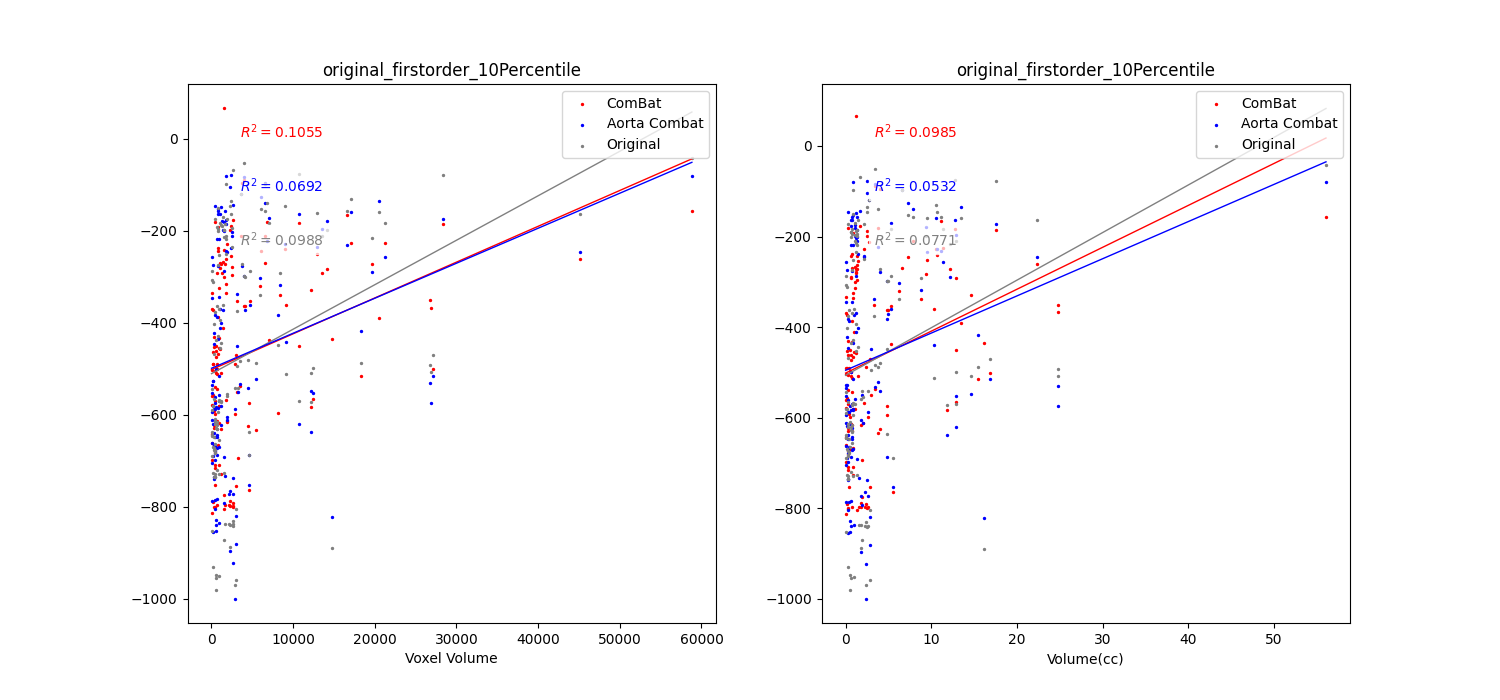 original_firstorder_10Percentile
ComBat
Aorta Combat
Original
R² = 0.1055
R² = 0.0692
R² = 0.0988
0
−200
−400
−600
−800
−1000
0 10000 20000 30000 40000 50000 60000
Voxel Volume
original_firstorder_10Percentile
ComBat
Aorta Combat
Original
R² = 0.0985
R² = 0.0532
R² = 0.0771
0
−200
−400
−600
−800
−1000
0 10 20 30 40 50
Volume(cc)